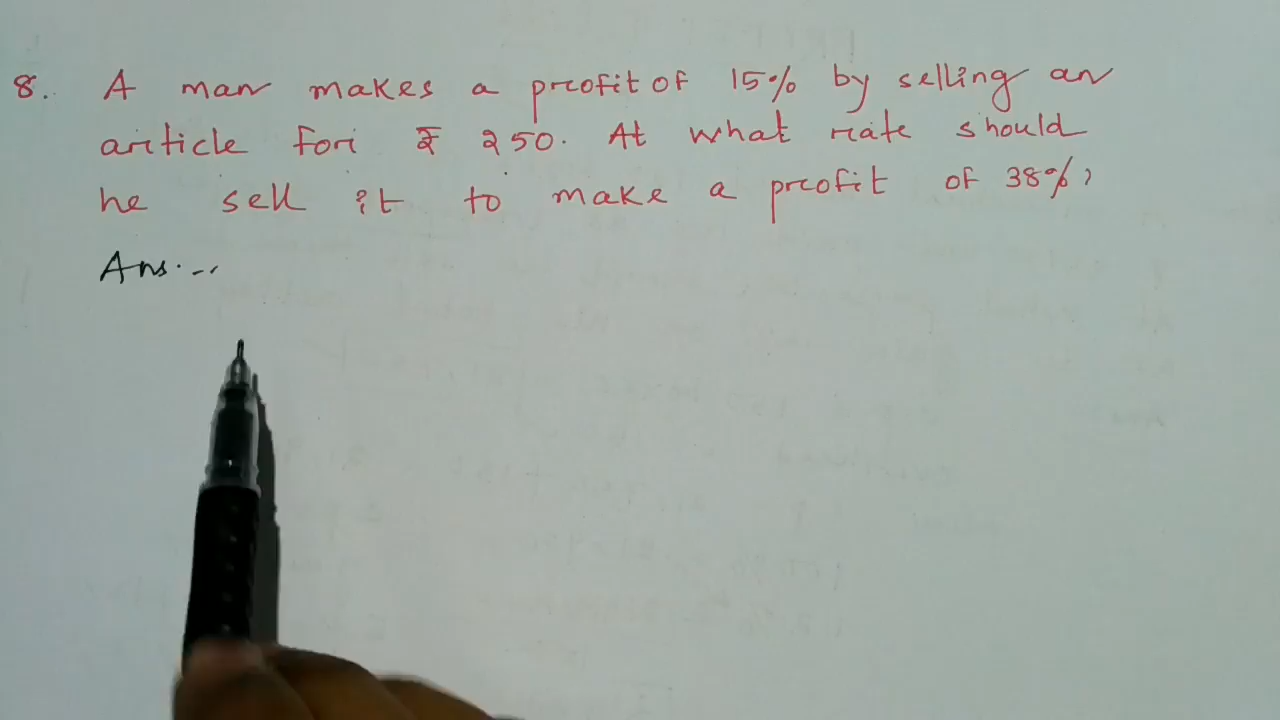 8. A man makes a profit of 15% by selling an
article for ₹ 250. At what rate should
he sell it to make a profit of 38%,
Ans...